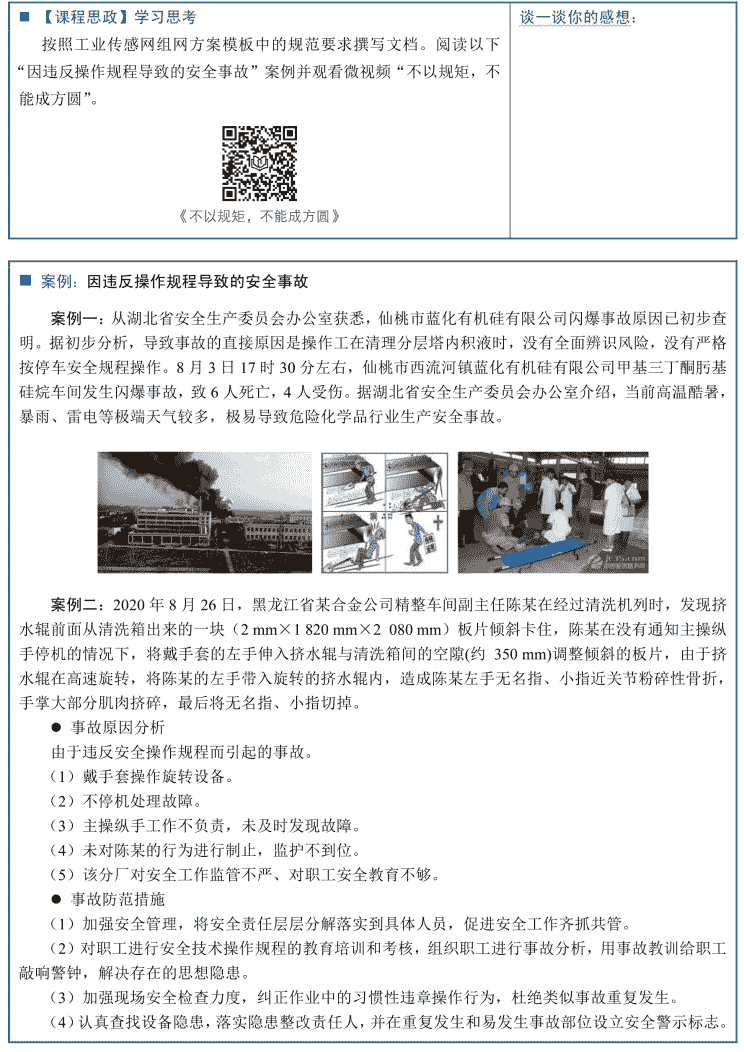 ■ 【课程思政】学习思考
按照工业传感网组网方案模板中的规范要求撰写文档。阅读以下
“因违反操作规程导致的安全事故”案例并观看微视频“不以规矩，不
能成方圆”。
《不以规矩，不能成方圆》
谈一谈你的感想：
■ 案例：因违反操作规程导致的安全事故
案例一：从湖北省安全生产委员会办公室获悉，仙桃市蓝化有机硅有限公司闪爆事故原因已初步查
明。据初步分析，导致事故的直接原因是操作工在清理分层塔内积液时，没有全面辨识风险，没有严格
按停车安全规程操作。8 月 3 日 17 时 30 分左右，仙桃市西流河镇蓝化有机硅有限公司甲基三丁酮肟基
硅烷车间发生闪爆事故，致 6 人死亡，4 人受伤。据湖北省安全生产委员会办公室介绍，当前高温酷暑，
暴雨、雷电等极端天气较多，极易导致危险化学品行业生产安全事故。
案例二：2020 年 8 月 26 日，黑龙江省某合金公司精整车间副主任陈某在经过清洗机列时，发现挤
水辊前面从清洗箱出来的一块（2 mm×1 820 mm×2 080 mm）板片倾斜卡住，陈某在没有通知主操纵
手停机的情况下，将戴手套的左手伸入挤水辊与清洗箱间的空隙(约 350 mm)调整倾斜的板片，由于挤
水辊在高速旋转，将陈某的左手带入旋转的挤水辊内，造成陈某左手无名指、小指近关节粉碎性骨折，
手掌大部分肌肉挤碎，最后将无名指、小指切掉。
● 事故原因分析
由于违反安全操作规程而引起的事故。
（1）戴手套操作旋转设备。
（2）不停机处理故障。
（3）主操纵手工作不负责，未及时发现故障。
（4）未对陈某的行为进行制止，监护不到位。
（5）该分厂对安全工作监管不严、对职工安全教育不够。
● 事故防范措施
（1）加强安全管理，将安全责任层层分解落实到具体人员，促进安全工作齐抓共管。
（2）对职工进行安全技术操作规程的教育培训和考核，组织职工进行事故分析，用事故教训给职工
敲响警钟，解决存在的思想隐患。
（3）加强现场安全检查力度，纠正作业中的习惯性违章操作行为，杜绝类似事故重复发生。
（4）认真查找设备隐患，落实隐患整改责任人，并在重复发生和易发生事故部位设立安全警示标志。